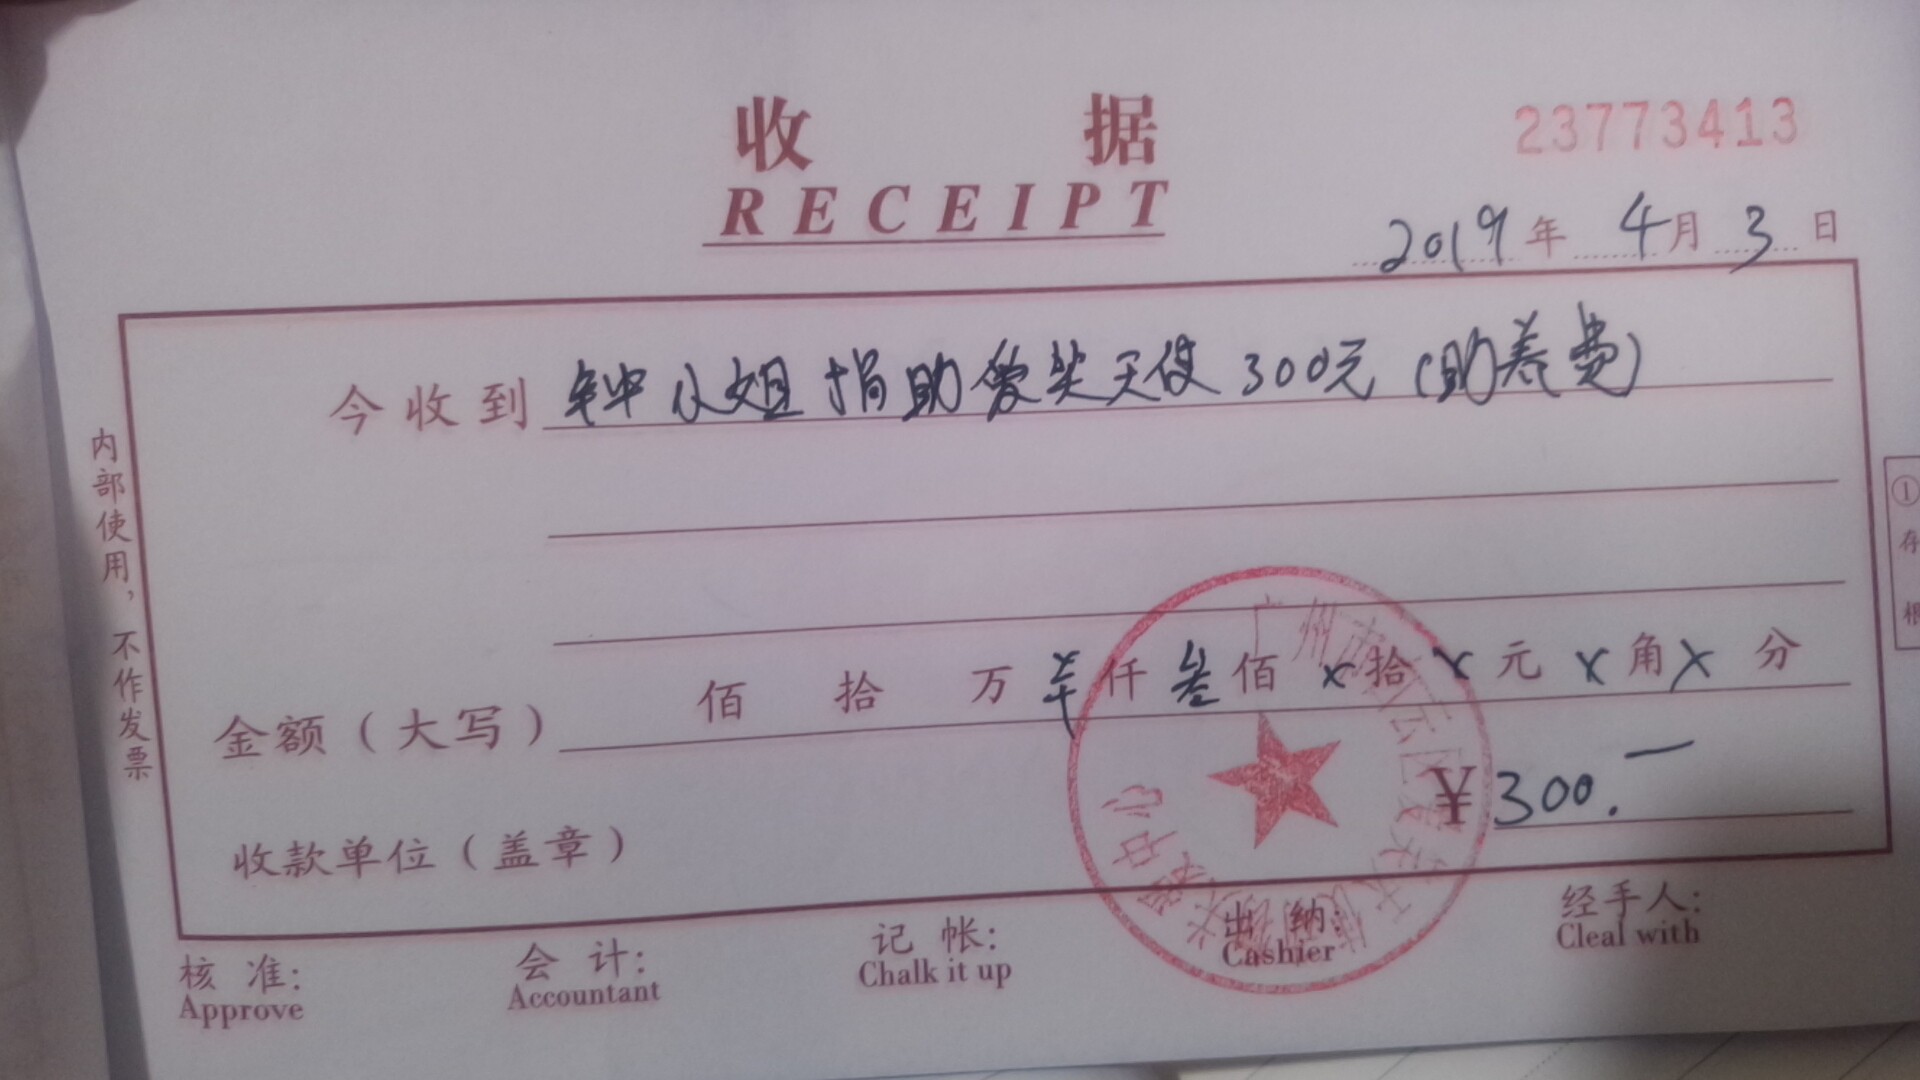 收 据
RECEIPT
23773413
2019年 4月 3日
今收到 钟小姐捐助爱笑天使300元(助养费)
金额(大写) 佰 拾 万 ¥仟 叁佰 x拾 x元 x角 x分
¥300.—
收款单位(盖章)
核 准: 会 计: 记 帐: 出 纳: 经手人:
Approve Accountant Chalk it up Cashier Cleal with
内部使用,不作发票
①存根